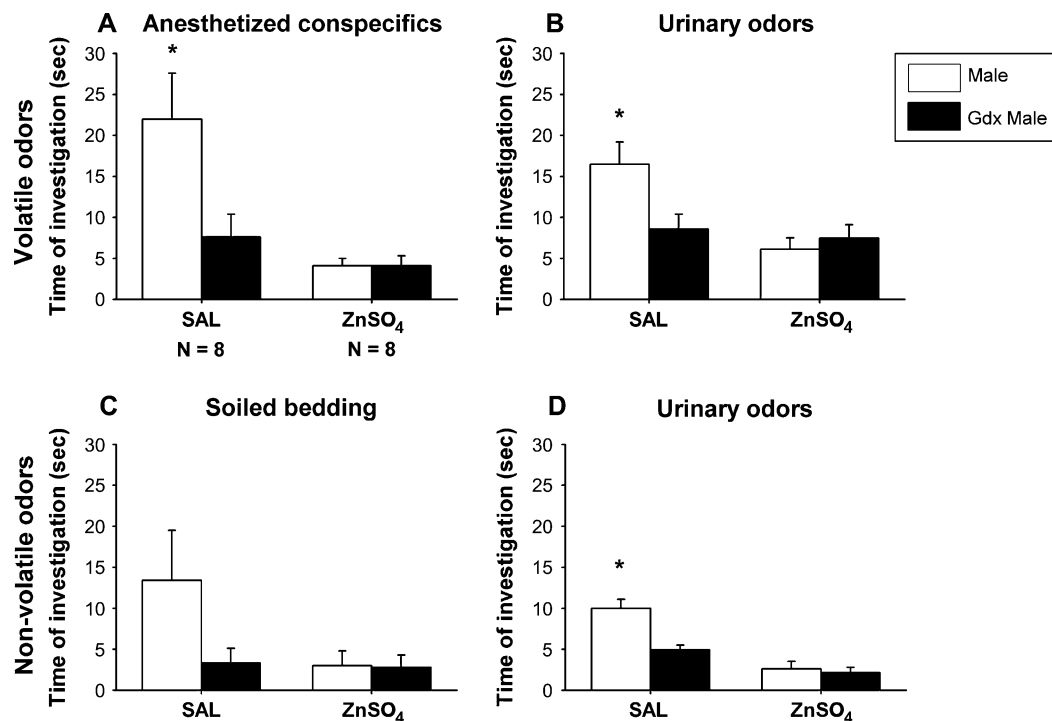 A Anesthetized conspecifics
*
Volatile odors
Time of investigation (sec)
30
25
20
15
10
5
0
SAL ZnSO₄
N = 8 N = 8
B Urinary odors
*
Time of investigation (sec)
30
25
20
15
10
5
0
SAL ZnSO₄
Male
Gdx Male
C Soiled bedding
Non-volatile odors
Time of investigation (sec)
30
25
20
15
10
5
0
SAL ZnSO₄
D Urinary odors
*
Time of investigation (sec)
30
25
20
15
10
5
0
SAL ZnSO₄